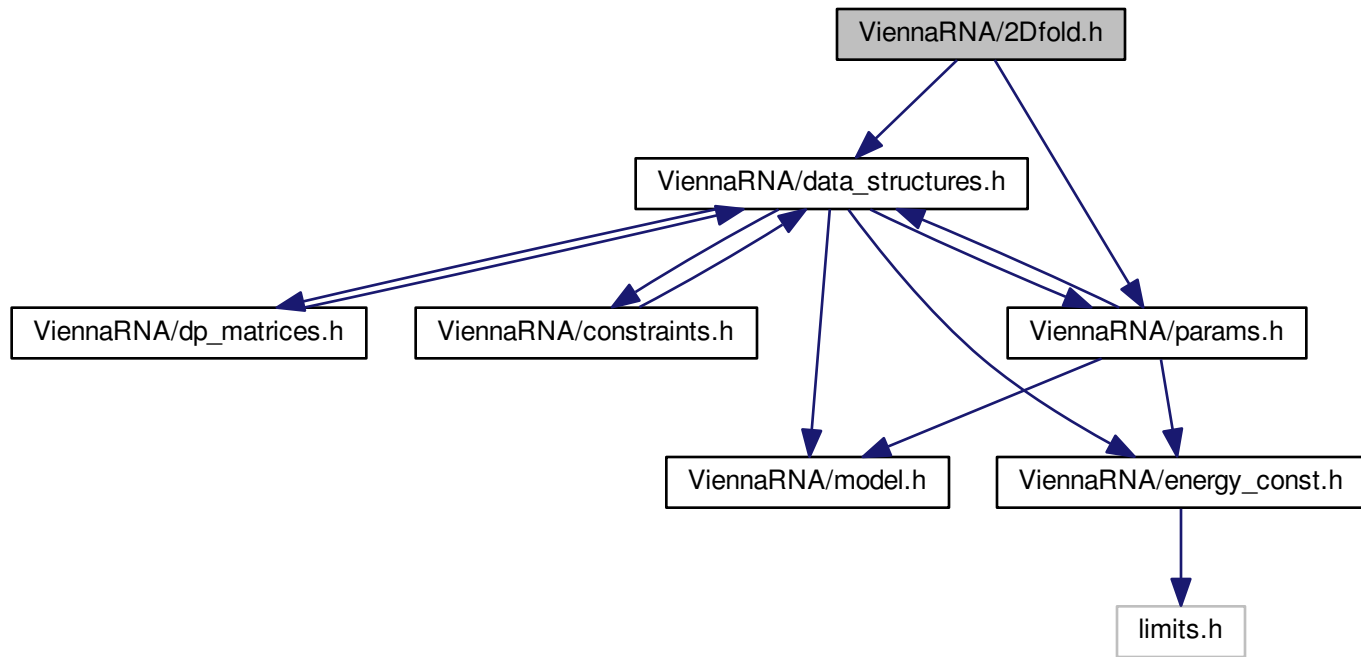 ViennaRNA/2Dfold.h
ViennaRNA/data_structures.h
ViennaRNA/dp_matrices.h
ViennaRNA/constraints.h
ViennaRNA/params.h
ViennaRNA/model.h
ViennaRNA/energy_const.h
limits.h